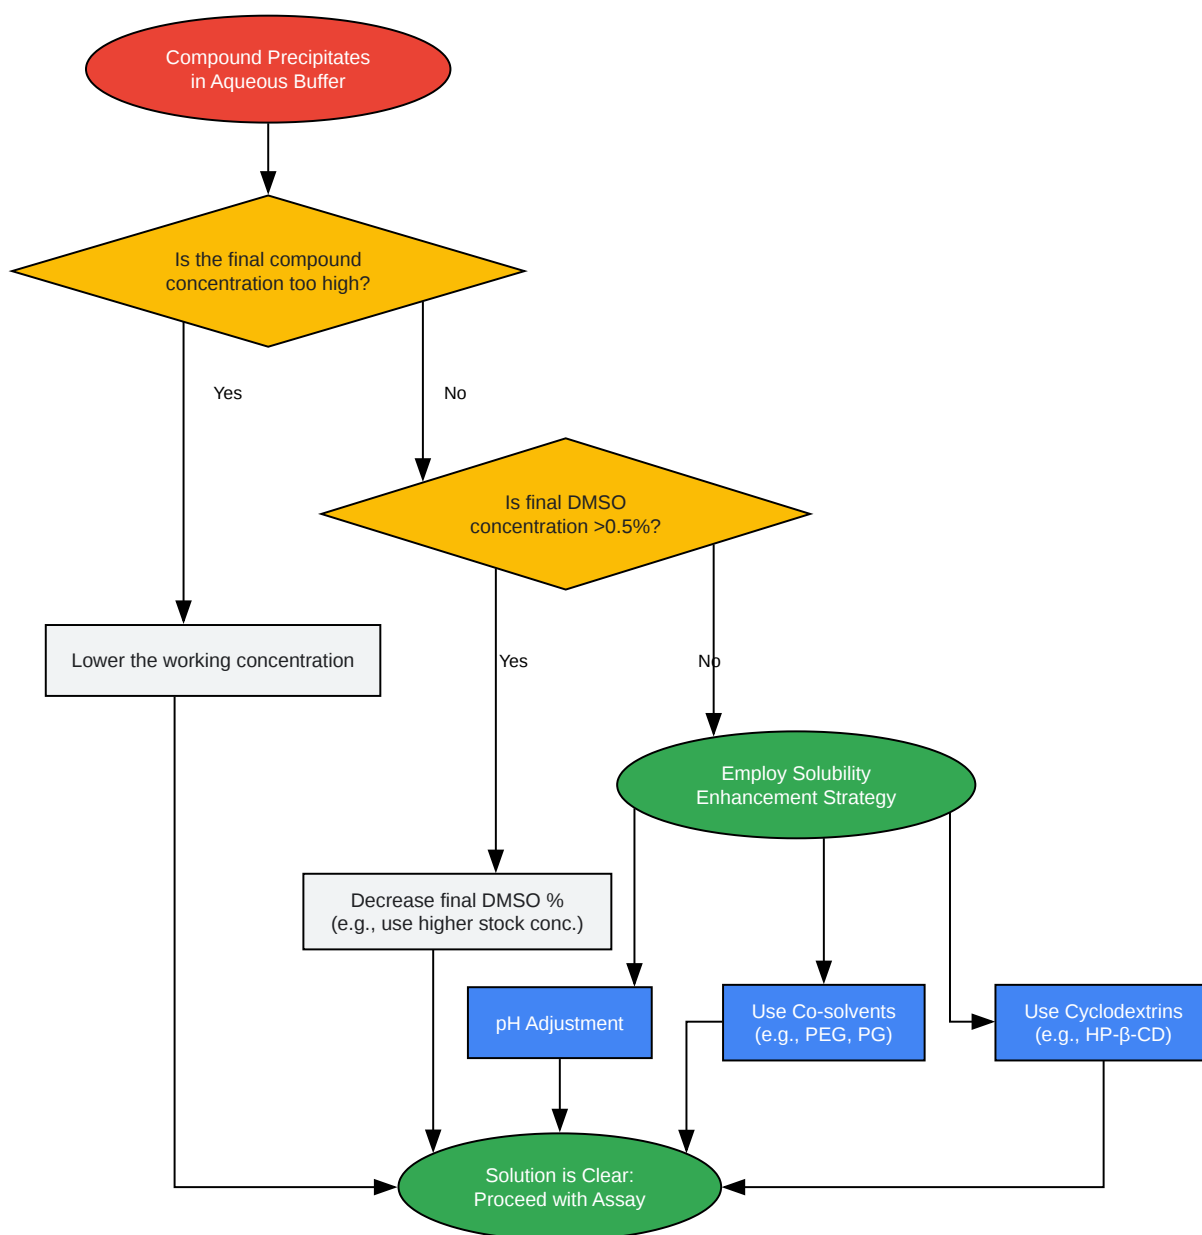 Compound Precipitates
in Aqueous Buffer
Is the final compound
concentration too high?
Yes
No
Is final DMSO
concentration >0.5%?
Lower the working concentration
Yes
No
Employ Solubility
Enhancement Strategy
Decrease final DMSO %
(e.g., use higher stock conc.)
pH Adjustment
Use Co-solvents
(e.g., PEG, PG)
Use Cyclodextrins
(e.g., HP-β-CD)
Solution is Clear:
Proceed with Assay